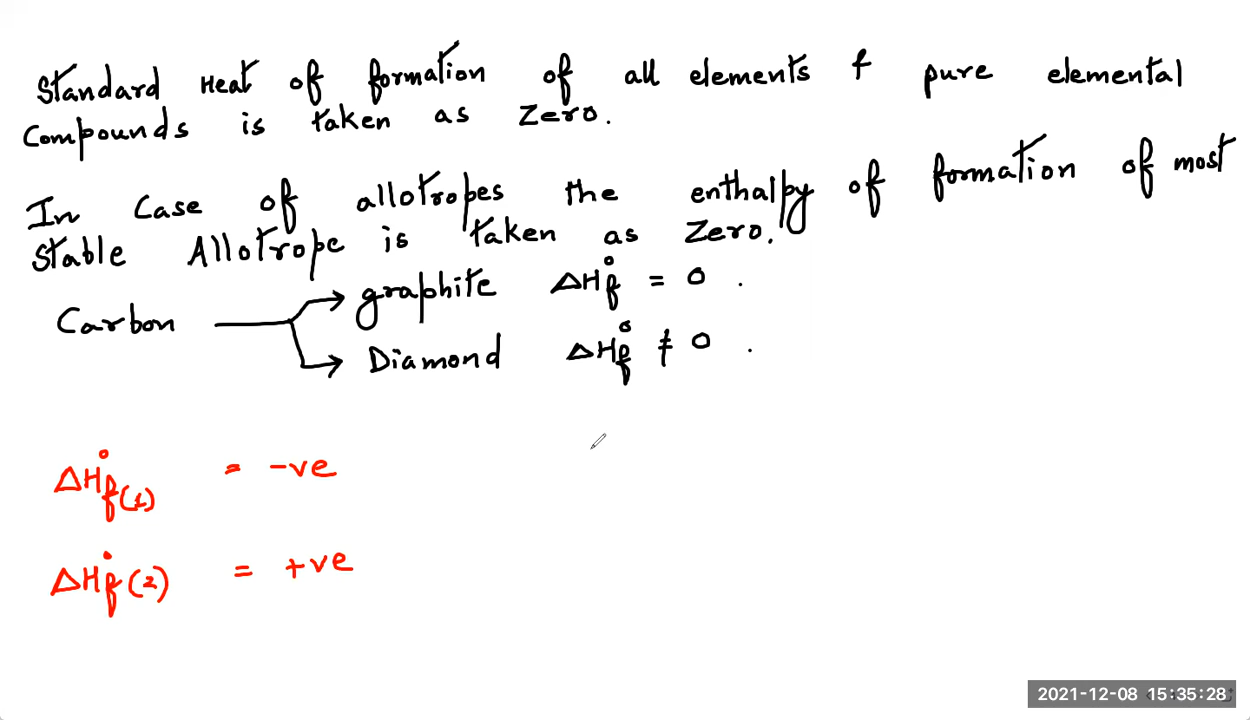 Standard Heat of formation of all elements & pure elemental
Compounds is taken as Zero.
In Case of allotropes the enthalpy of formation of most
Stable Allotrope is taken as Zero.
Carbon → graphite ΔH°f = 0 .
→ Diamond ΔH°f ≠ 0 .
ΔH°f(1) = -ve
ΔH°f(2) = +ve
2021-12-08 15:35:28